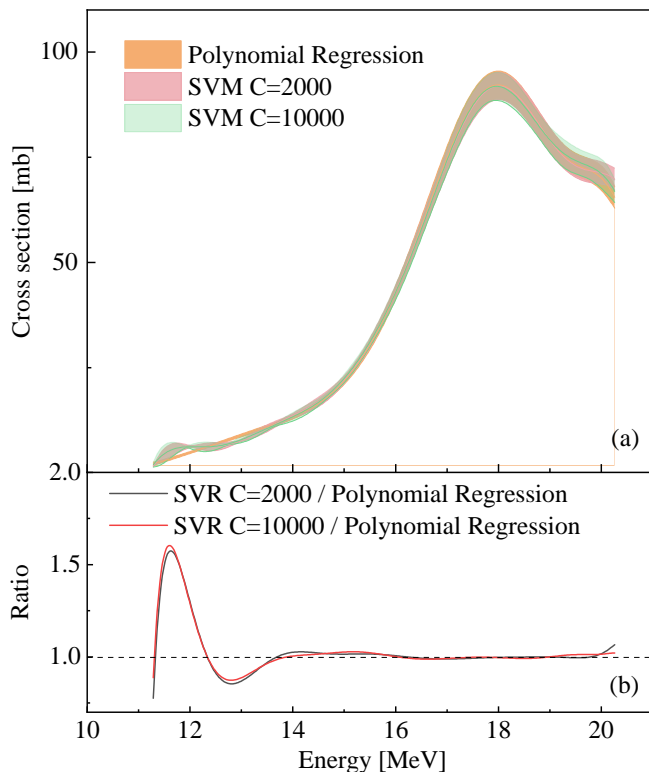 100
Polynomial Regression
SVM C=2000
SVM C=10000
Cross section [mb]
50
(a)
2.0
SVR C=2000 / Polynomial Regression
SVR C=10000 / Polynomial Regression
1.5
Ratio
1.0
(b)
10 12 14 16 18 20
Energy [MeV]